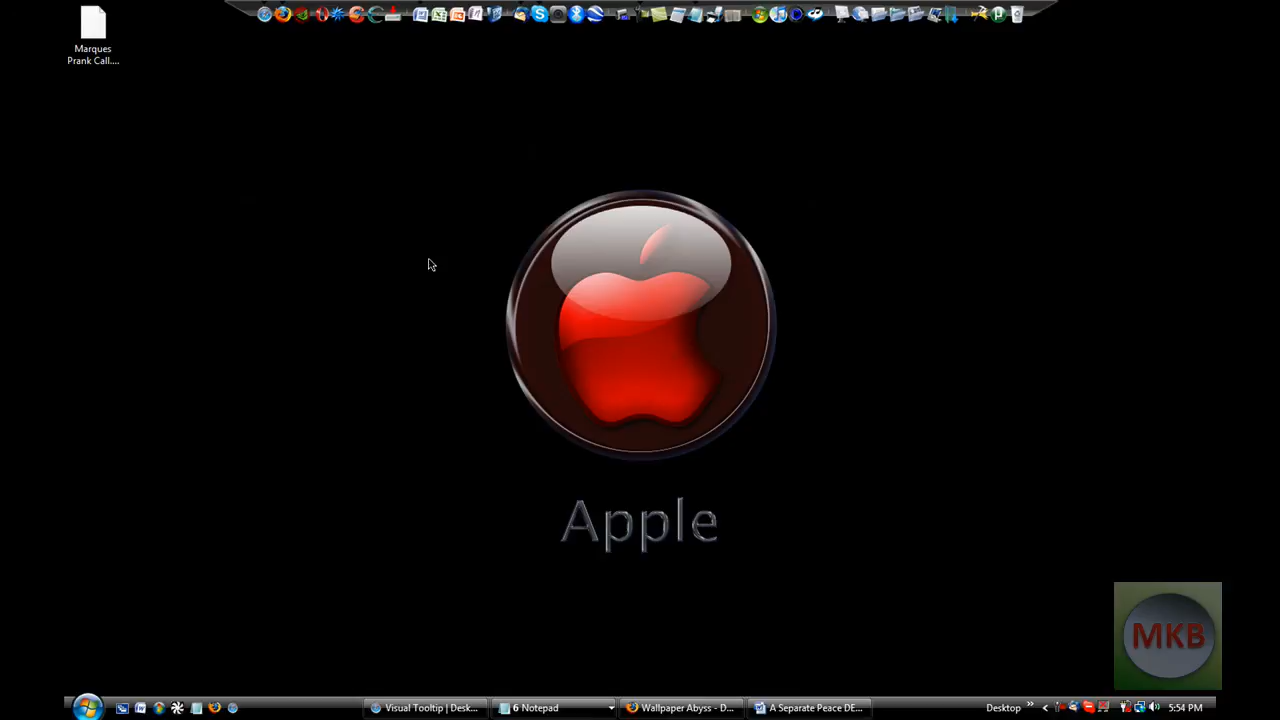 Marques
Prank Call....
Apple
MKB
Visual Tooltip | Desk...
6 Notepad
Wallpaper Abyss - D...
A Separate Peace DE...
Desktop
5:54 PM